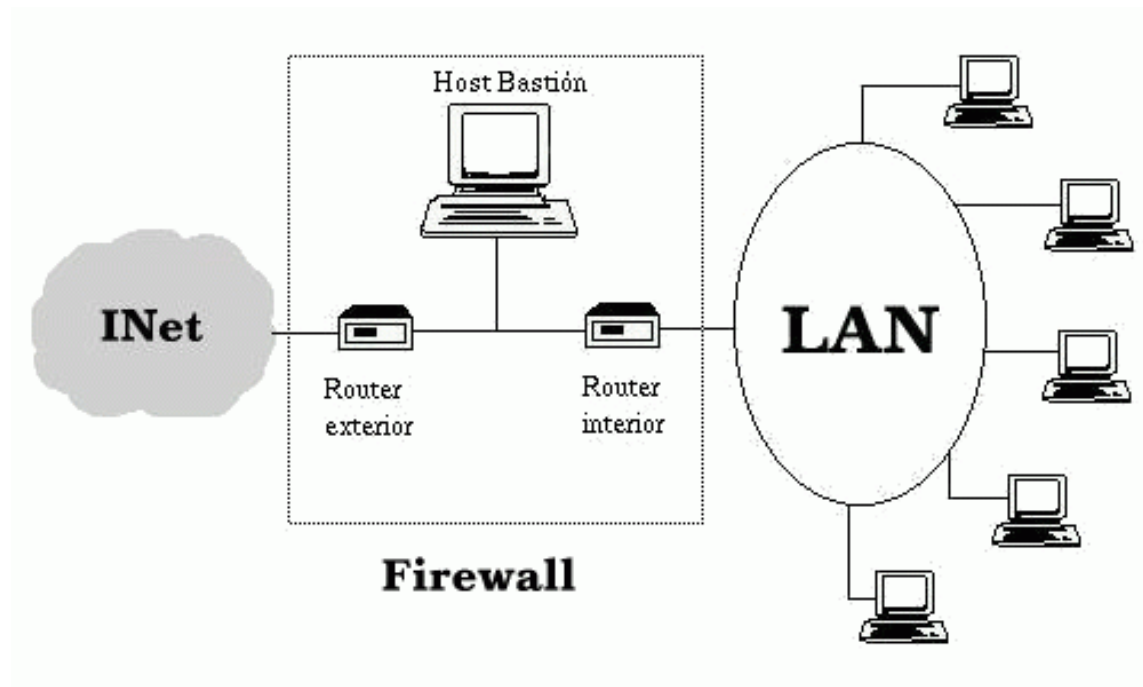 Host Bastión
INet
Router
exterior
Router
interior
LAN
Firewall